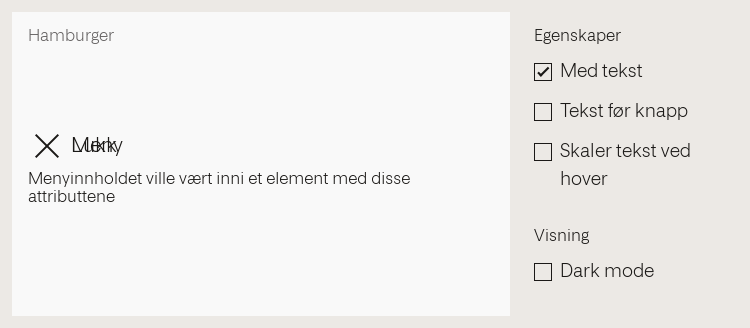 Hamburger
Menyinnholdet ville vært inni et element med disse
attributtene
Egenskaper
Med tekst
Tekst før knapp
Skaler tekst ved
hover
Visning
Dark mode